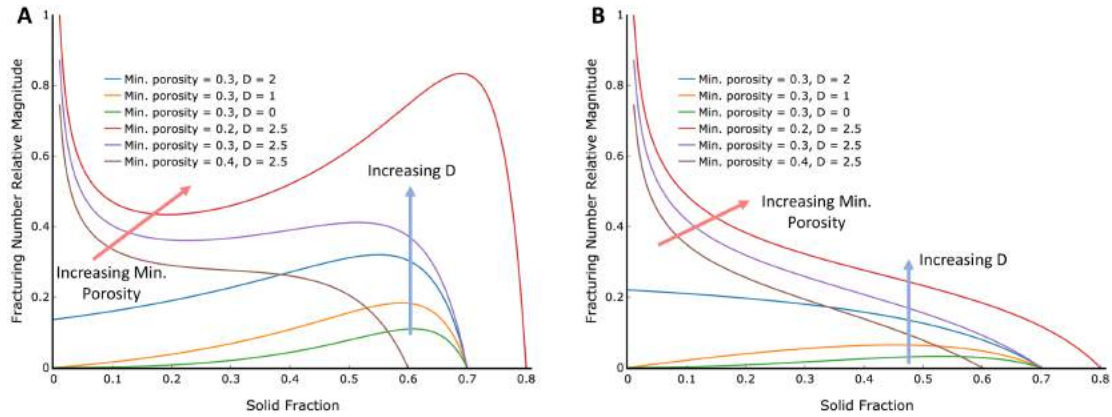 A
Fracturing Number Relative Magnitude
1
0.8
0.6
0.4
0.2
0
Min. porosity = 0.3, D = 2
Min. porosity = 0.3, D = 1
Min. porosity = 0.3, D = 0
Min. porosity = 0.2, D = 2.5
Min. porosity = 0.3, D = 2.5
Min. porosity = 0.4, D = 2.5
Increasing D
Increasing Min.
Porosity
0 0.1 0.2 0.3 0.4 0.5 0.6 0.7 0.8
Solid Fraction
B
Fracturing Number Relative Magnitude
1
0.8
0.6
0.4
0.2
0
Min. porosity = 0.3, D = 2
Min. porosity = 0.3, D = 1
Min. porosity = 0.3, D = 0
Min. porosity = 0.2, D = 2.5
Min. porosity = 0.3, D = 2.5
Min. porosity = 0.4, D = 2.5
Increasing Min.
Porosity
Increasing D
0 0.1 0.2 0.3 0.4 0.5 0.6 0.7 0.8
Solid Fraction